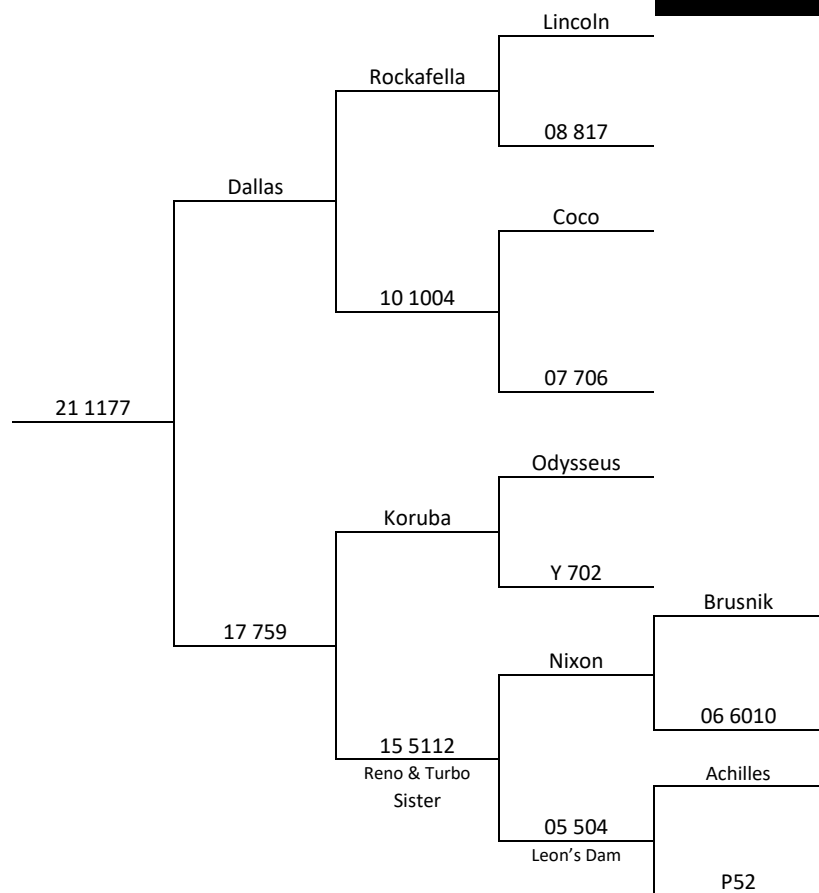 Lincoln
Rockafella
08 817
Dallas
Coco
10 1004
07 706
21 1177
Odysseus
Koruba
Y 702
Brusnik
17 759
Nixon
06 6010
15 5112
Reno & Turbo
Sister
Achilles
05 504
Leon's Dam
P52